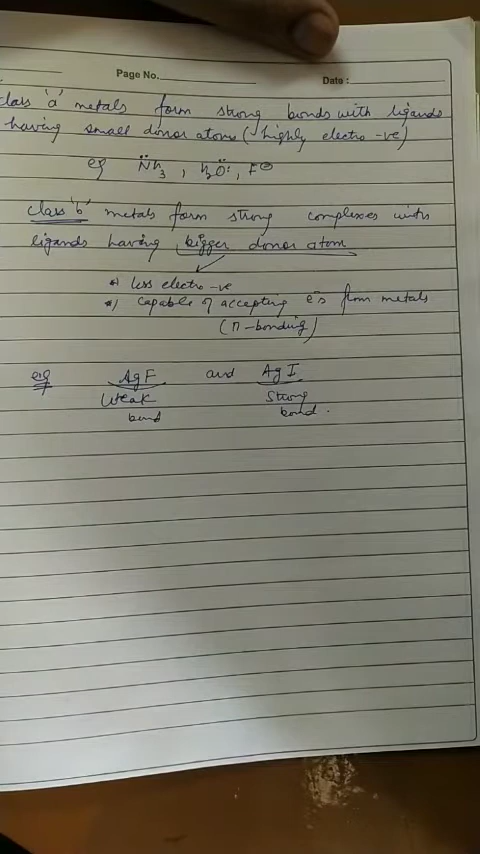 Page No.
Date :
class 'a' metals form strong bonds with ligands
having small donor atoms (highly electro -ve)
eg N̈H3 , H2Ö: , F⊖
class 'b' metals form strong complexes with
ligands having bigger donor atom
*) less electro -ve
*) capable of accepting e's from metals
(π-bonding)
eg AgF and AgI
Weak Strong
bond bond.